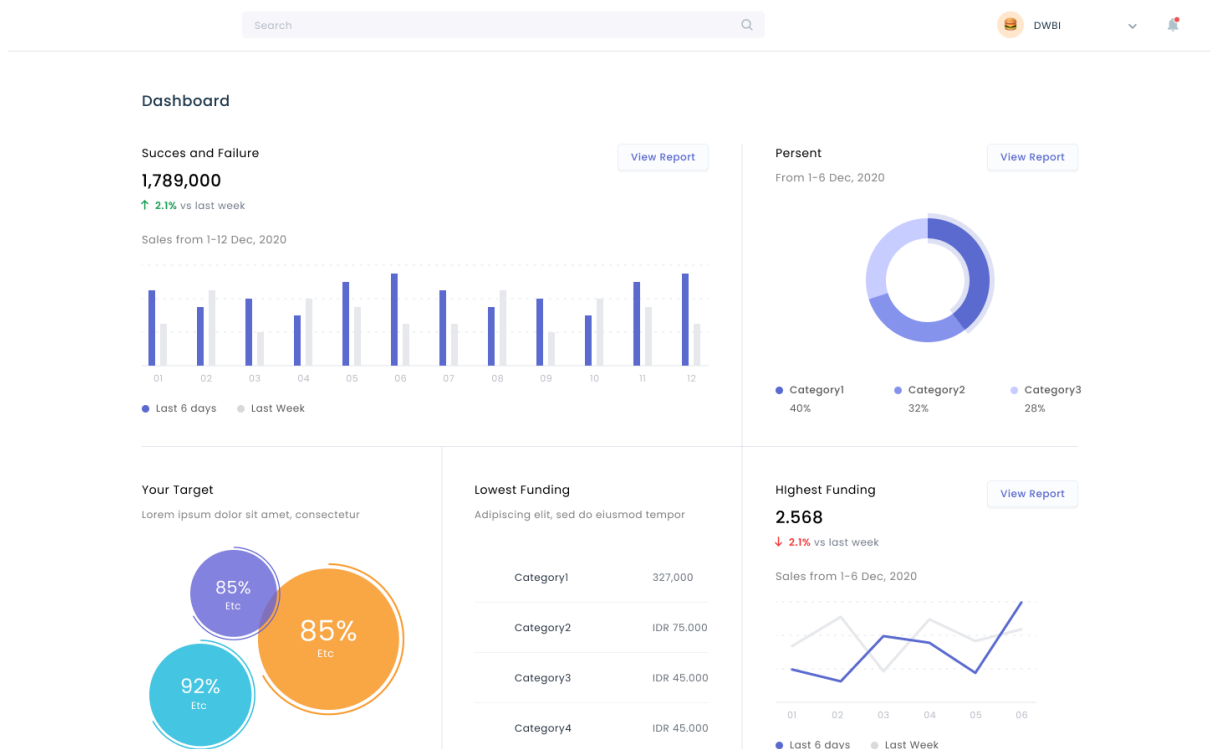 Search
DWBI
Dashboard
Succes and Failure
View Report
1,789,000
2.1% vs last week
Sales from 1-12 Dec, 2020
01 02 03 04 05 06 07 08 09 10 11 12
Last 6 days Last Week
Persent
View Report
From 1-6 Dec, 2020
Category1 Category2 Category3
40% 32% 28%
Your Target
Lorem ipsum dolor sit amet, consectetur
85%
Etc
85%
Etc
92%
Etc
Lowest Funding
Adipiscing elit, sed do eiusmod tempor
Category1 327,000
Category2 IDR 75.000
Category3 IDR 45.000
Category4 IDR 45.000
HIghest Funding
View Report
2.568
2.1% vs last week
Sales from 1-6 Dec, 2020
01 02 03 04 05 06
Last 6 days Last Week